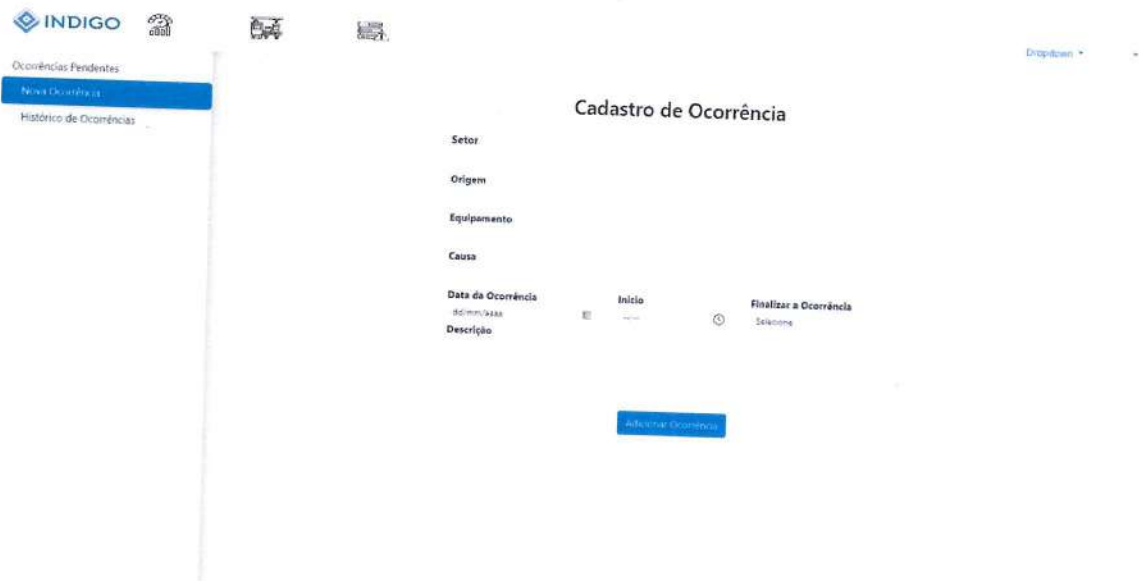 INDIGO
Dropdown
Ocorrências Pendentes
Nova Ocorrência
Histórico de Ocorrências
Cadastro de Ocorrência
Setor
Origem
Equipamento
Causa
Data da Ocorrência Início Finalizar a Ocorrência
dd/mm/aaaa --:-- Selecione
Descrição
Adicionar Ocorrência